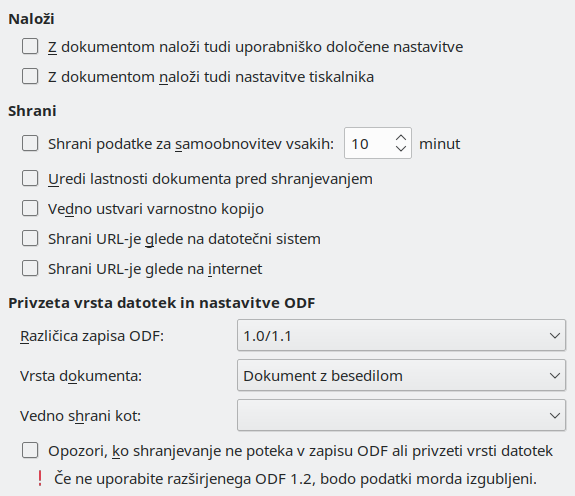 Naloži
Z dokumentom naloži tudi uporabniško določene nastavitve
Z dokumentom naloži tudi nastavitve tiskalnika
Shrani
Shrani podatke za samoobnovitev vsakih: 10 minut
Uredi lastnosti dokumenta pred shranjevanjem
Vedno ustvari varnostno kopijo
Shrani URL-je glede na datotečni sistem
Shrani URL-je glede na internet
Privzeta vrsta datotek in nastavitve ODF
Različica zapisa ODF: 1.0/1.1
Vrsta dokumenta: Dokument z besedilom
Vedno shrani kot:
Opozori, ko shranjevanje ne poteka v zapisu ODF ali privzeti vrsti datotek
! Če ne uporabite razširjenega ODF 1.2, bodo podatki morda izgubljeni.